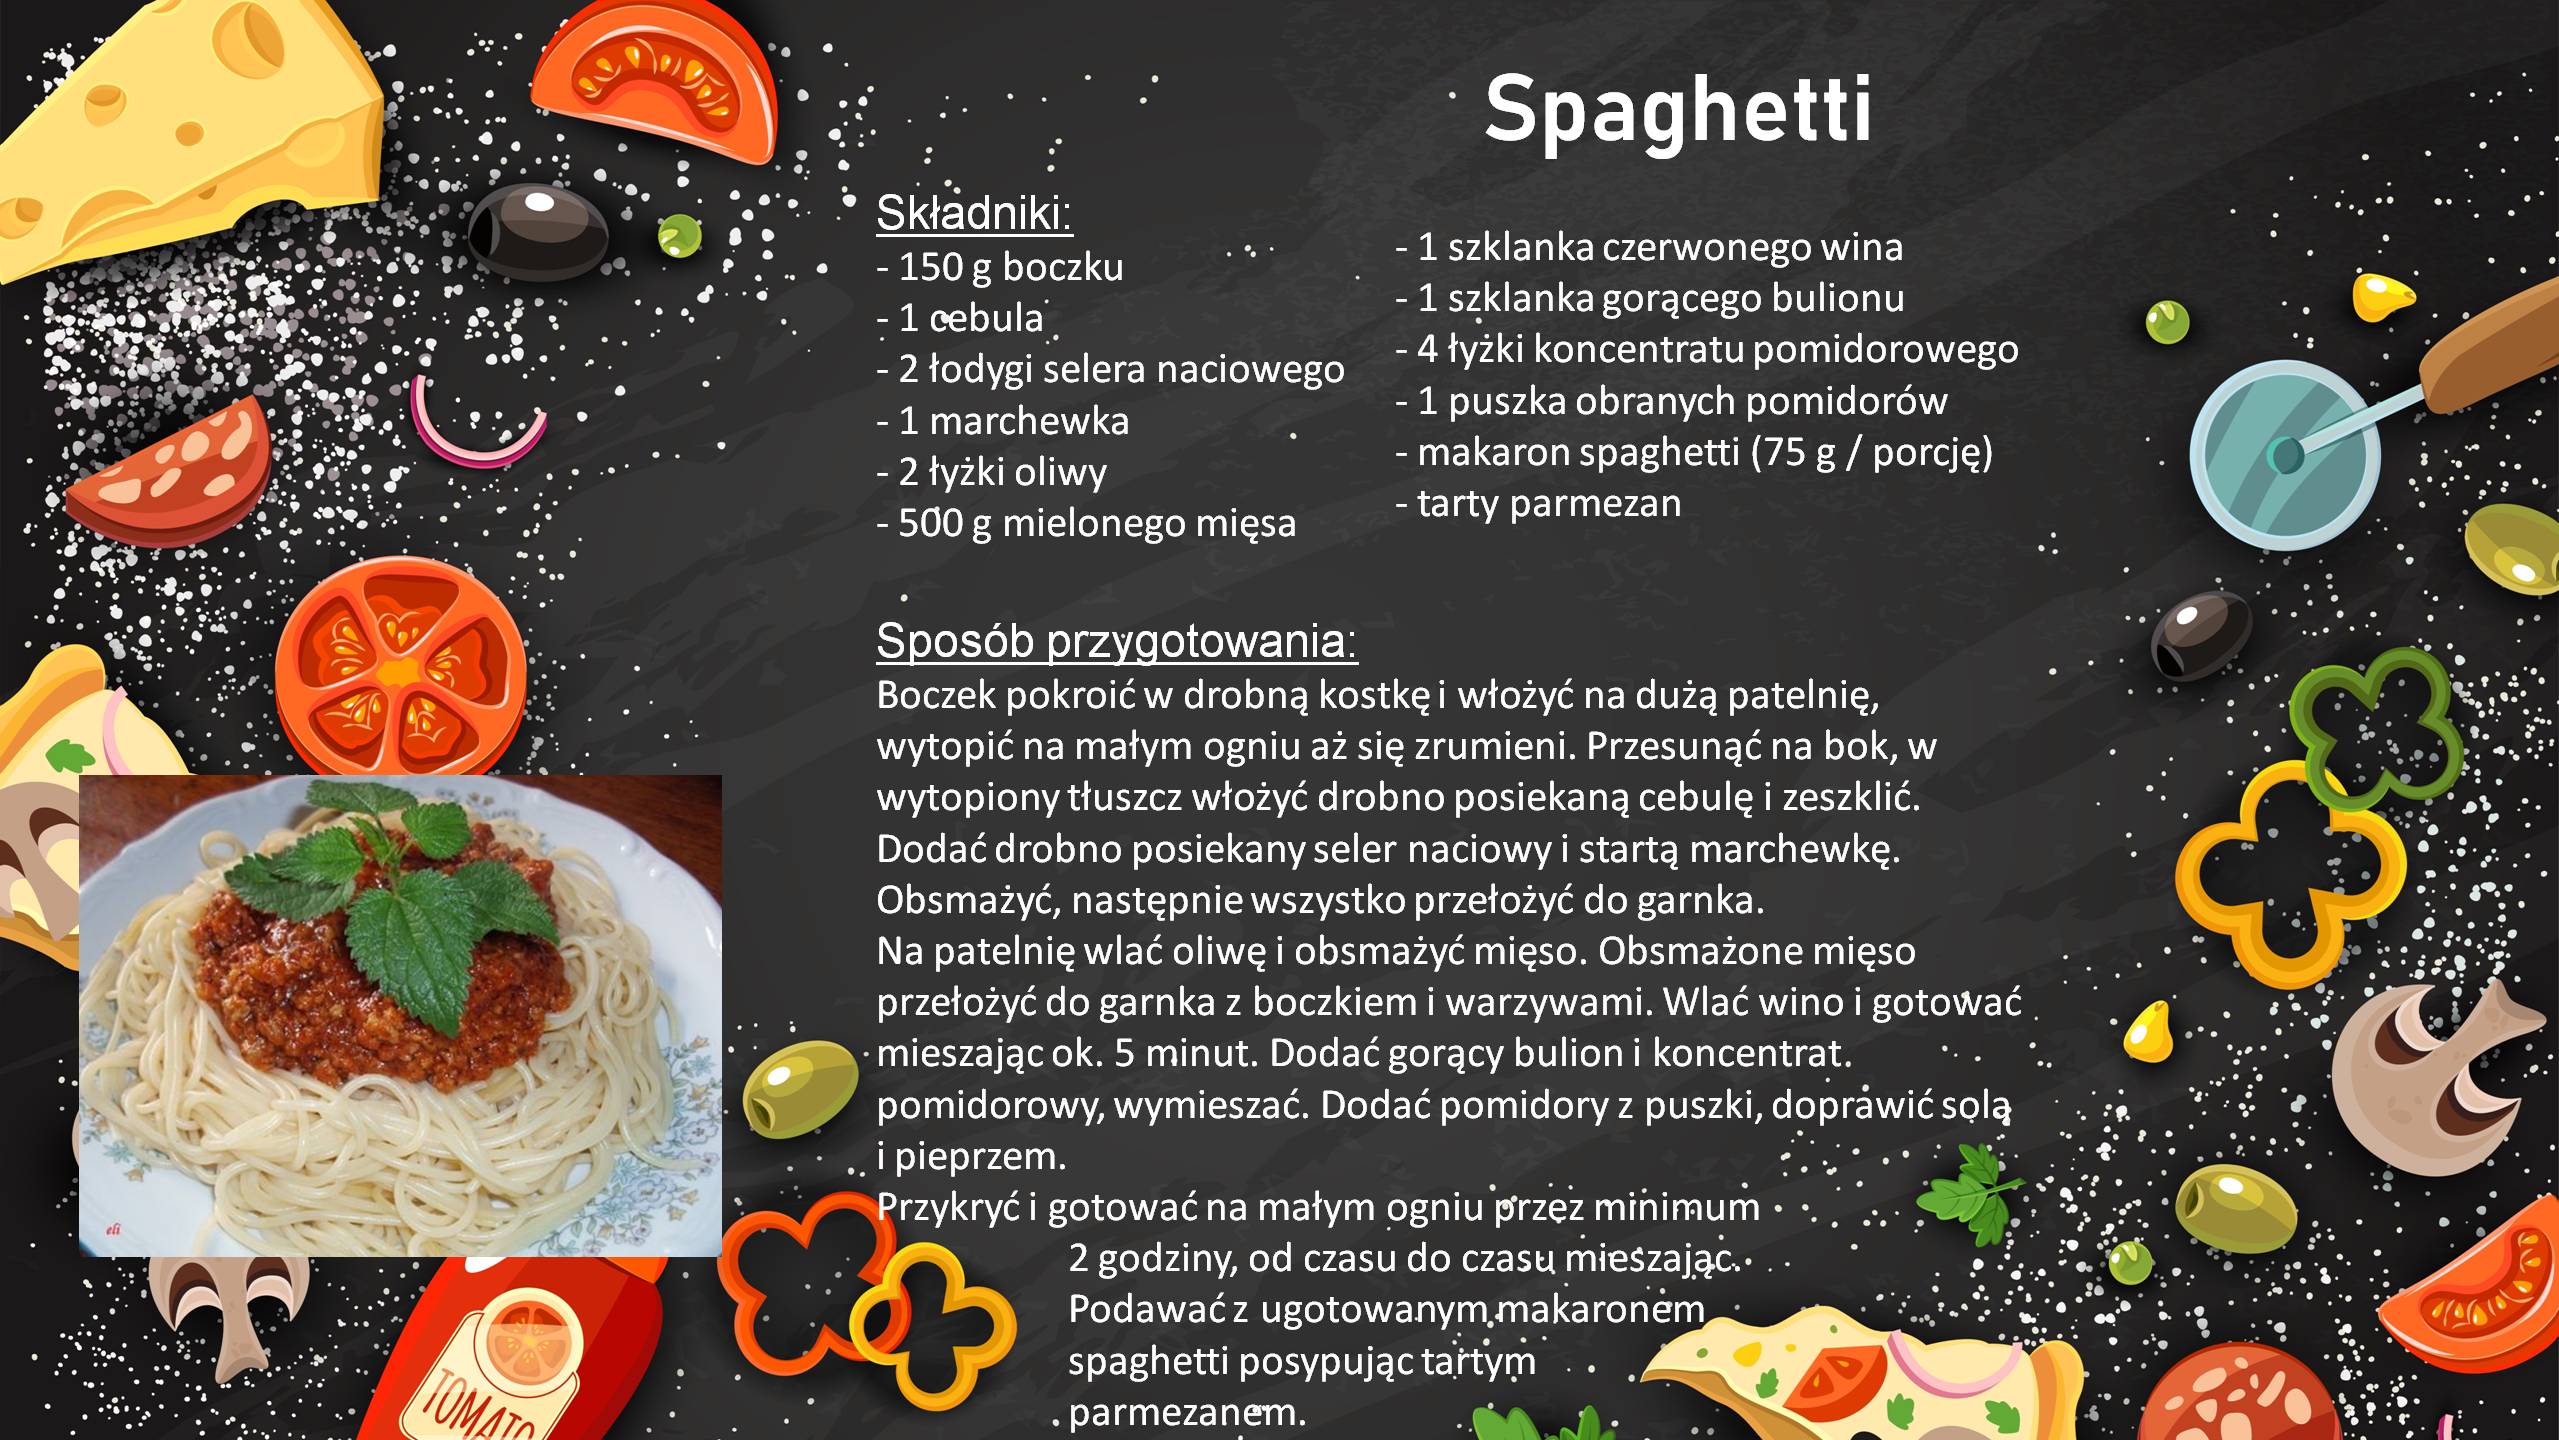 Spaghetti
Składniki:
- 150 g boczku
- 1 cebula
- 2 łodygi selera naciowego
- 1 marchewka
- 2 łyżki oliwy
- 500 g mielonego mięsa
- 1 szklanka czerwonego wina
- 1 szklanka gorącego bulionu
- 4 łyżki koncentratu pomidorowego
- 1 puszka obranych pomidorów
- makaron spaghetti (75 g / porcję)
- tarty parmezan
Sposób przygotowania:
Boczek pokroić w drobną kostkę i włożyć na dużą patelnię,
wytopić na małym ogniu aż się zrumieni. Przesunąć na bok, w
wytopiony tłuszcz włożyć drobno posiekaną cebulę i zeszklić.
Dodać drobno posiekany seler naciowy i startą marchewkę.
Obsmażyć, następnie wszystko przełożyć do garnka.
Na patelnię wlać oliwę i obsmażyć mięso. Obsmażone mięso
przełożyć do garnka z boczkiem i warzywami. Wlać wino i gotować
mieszając ok. 5 minut. Dodać gorący bulion i koncentrat.
pomidorowy, wymieszać. Dodać pomidory z puszki, doprawić solą
i pieprzem.
Przykryć i gotować na małym ogniu przez minimum
2 godziny, od czasu do czasu mieszając.
Podawać z ugotowanym makaronem
spaghetti posypując tartym
parmezanem.
eli
TOMATO